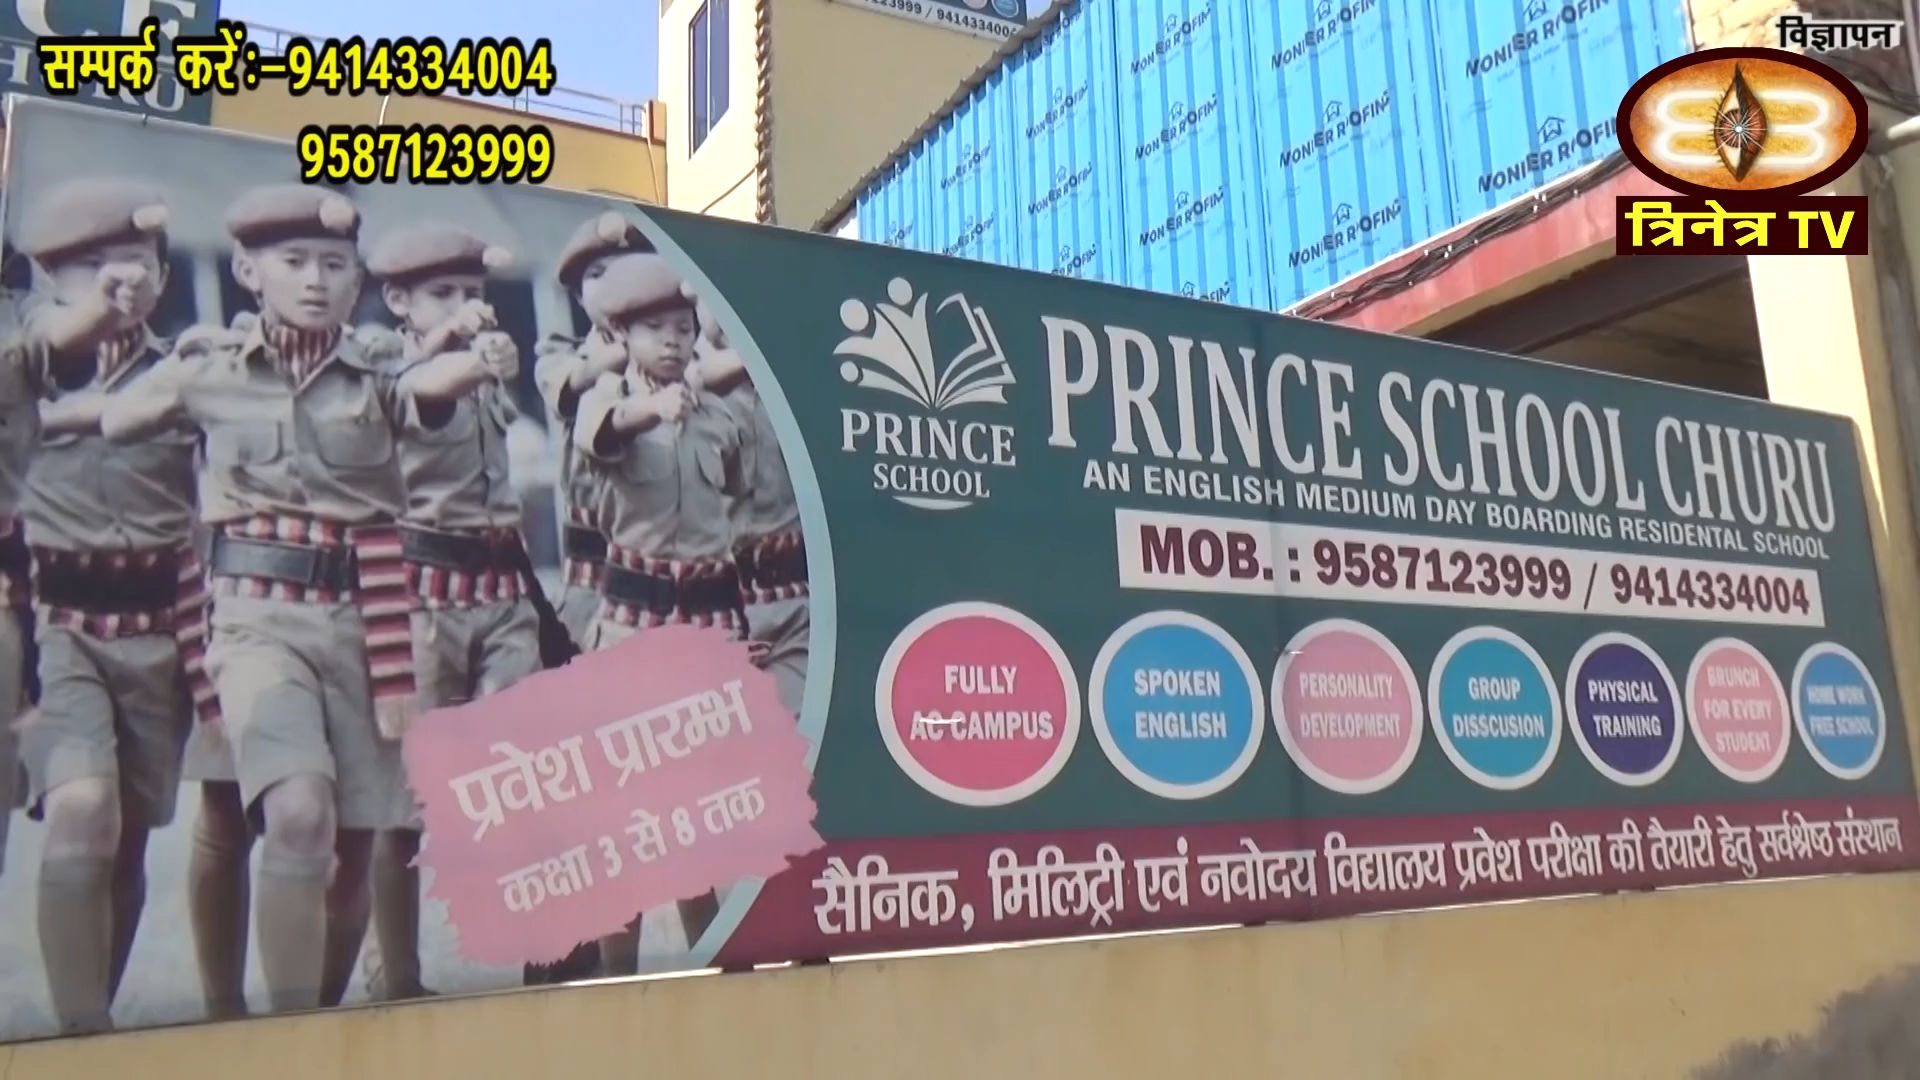 विज्ञापन
सम्पर्क करें:-9414334004
9587123999
त्रिनेत्र TV
PRINCE
SCHOOL
PRINCE SCHOOL CHURU
AN ENGLISH MEDIUM DAY BOARDING RESIDENTAL SCHOOL
MOB. : 9587123999 / 9414334004
FULLY
AC CAMPUS
SPOKEN
ENGLISH
PERSONALITY
DEVELOPMENT
GROUP
DISSCUSION
PHYSICAL
TRAINING
BRUNCH
FOR EVERY
STUDENT
HOME WORK
FREE SCHOOL
प्रवेश प्रारम्भ
कक्षा 3 से 8 तक
सैनिक, मिलिट्री एवं नवोदय विद्यालय प्रवेश परीक्षा की तैयारी हेतु सर्वश्रेष्ठ संस्थान